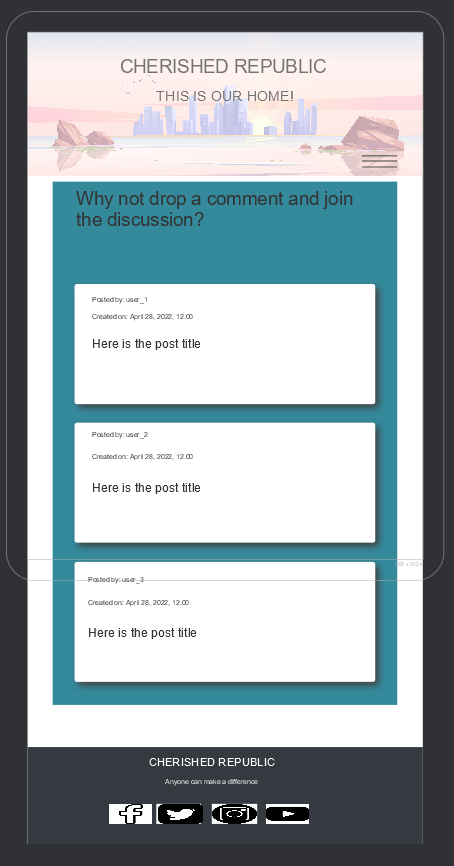 CHERISHED REPUBLIC
THIS IS OUR HOME!
Why not drop a comment and join
the discussion?
Posted by: user_1
Created on: April 28, 2022, 12.00
Here is the post title
Posted by: user_2
Created on: April 28, 2022, 12.00
Here is the post title
Posted by: user_3
Created on: April 28, 2022, 12.00
Here is the post title
CHERISHED REPUBLIC
Anyone can make a difference